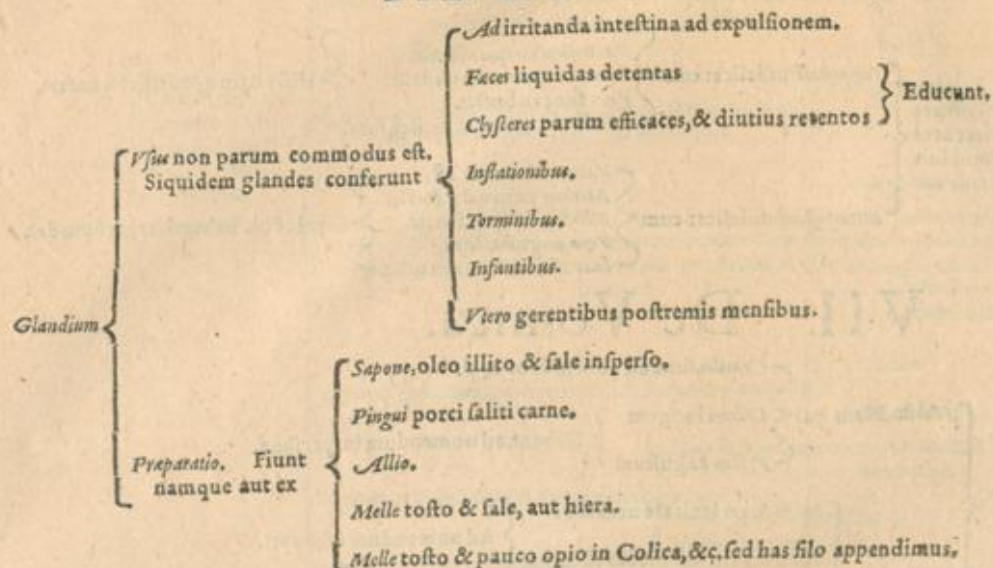 Glandium
Vſus non parum commodus eſt.
Siquidem glandes conferunt
Ad irritanda inteſtina ad expulſionem.
Fæces liquidas detentas
Clyſteres parum efficaces, & diutius retentos
Educunt.
Inflationibus.
Torminibus.
Infantibus.
Vtero gerentibus poſtremis menſibus.
Præparatio. Fiunt
namque aut ex
Sapone, oleo illito & ſale inſperſo.
Pingui porci ſaliti carne.
Allio.
Melle toſto & ſale, aut hiera.
Melle toſto & pauco opio in Colica, &c. ſed has filo appendimus.